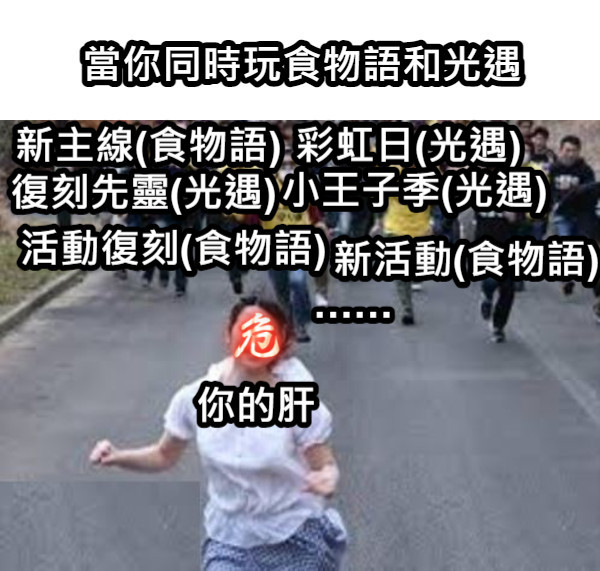 當你同時玩食物語和光遇
新主線(食物語) 彩虹日(光遇)
復刻先靈(光遇) 小王子季(光遇)
活動復刻(食物語) 新活動(食物語)
......
危
你的肝